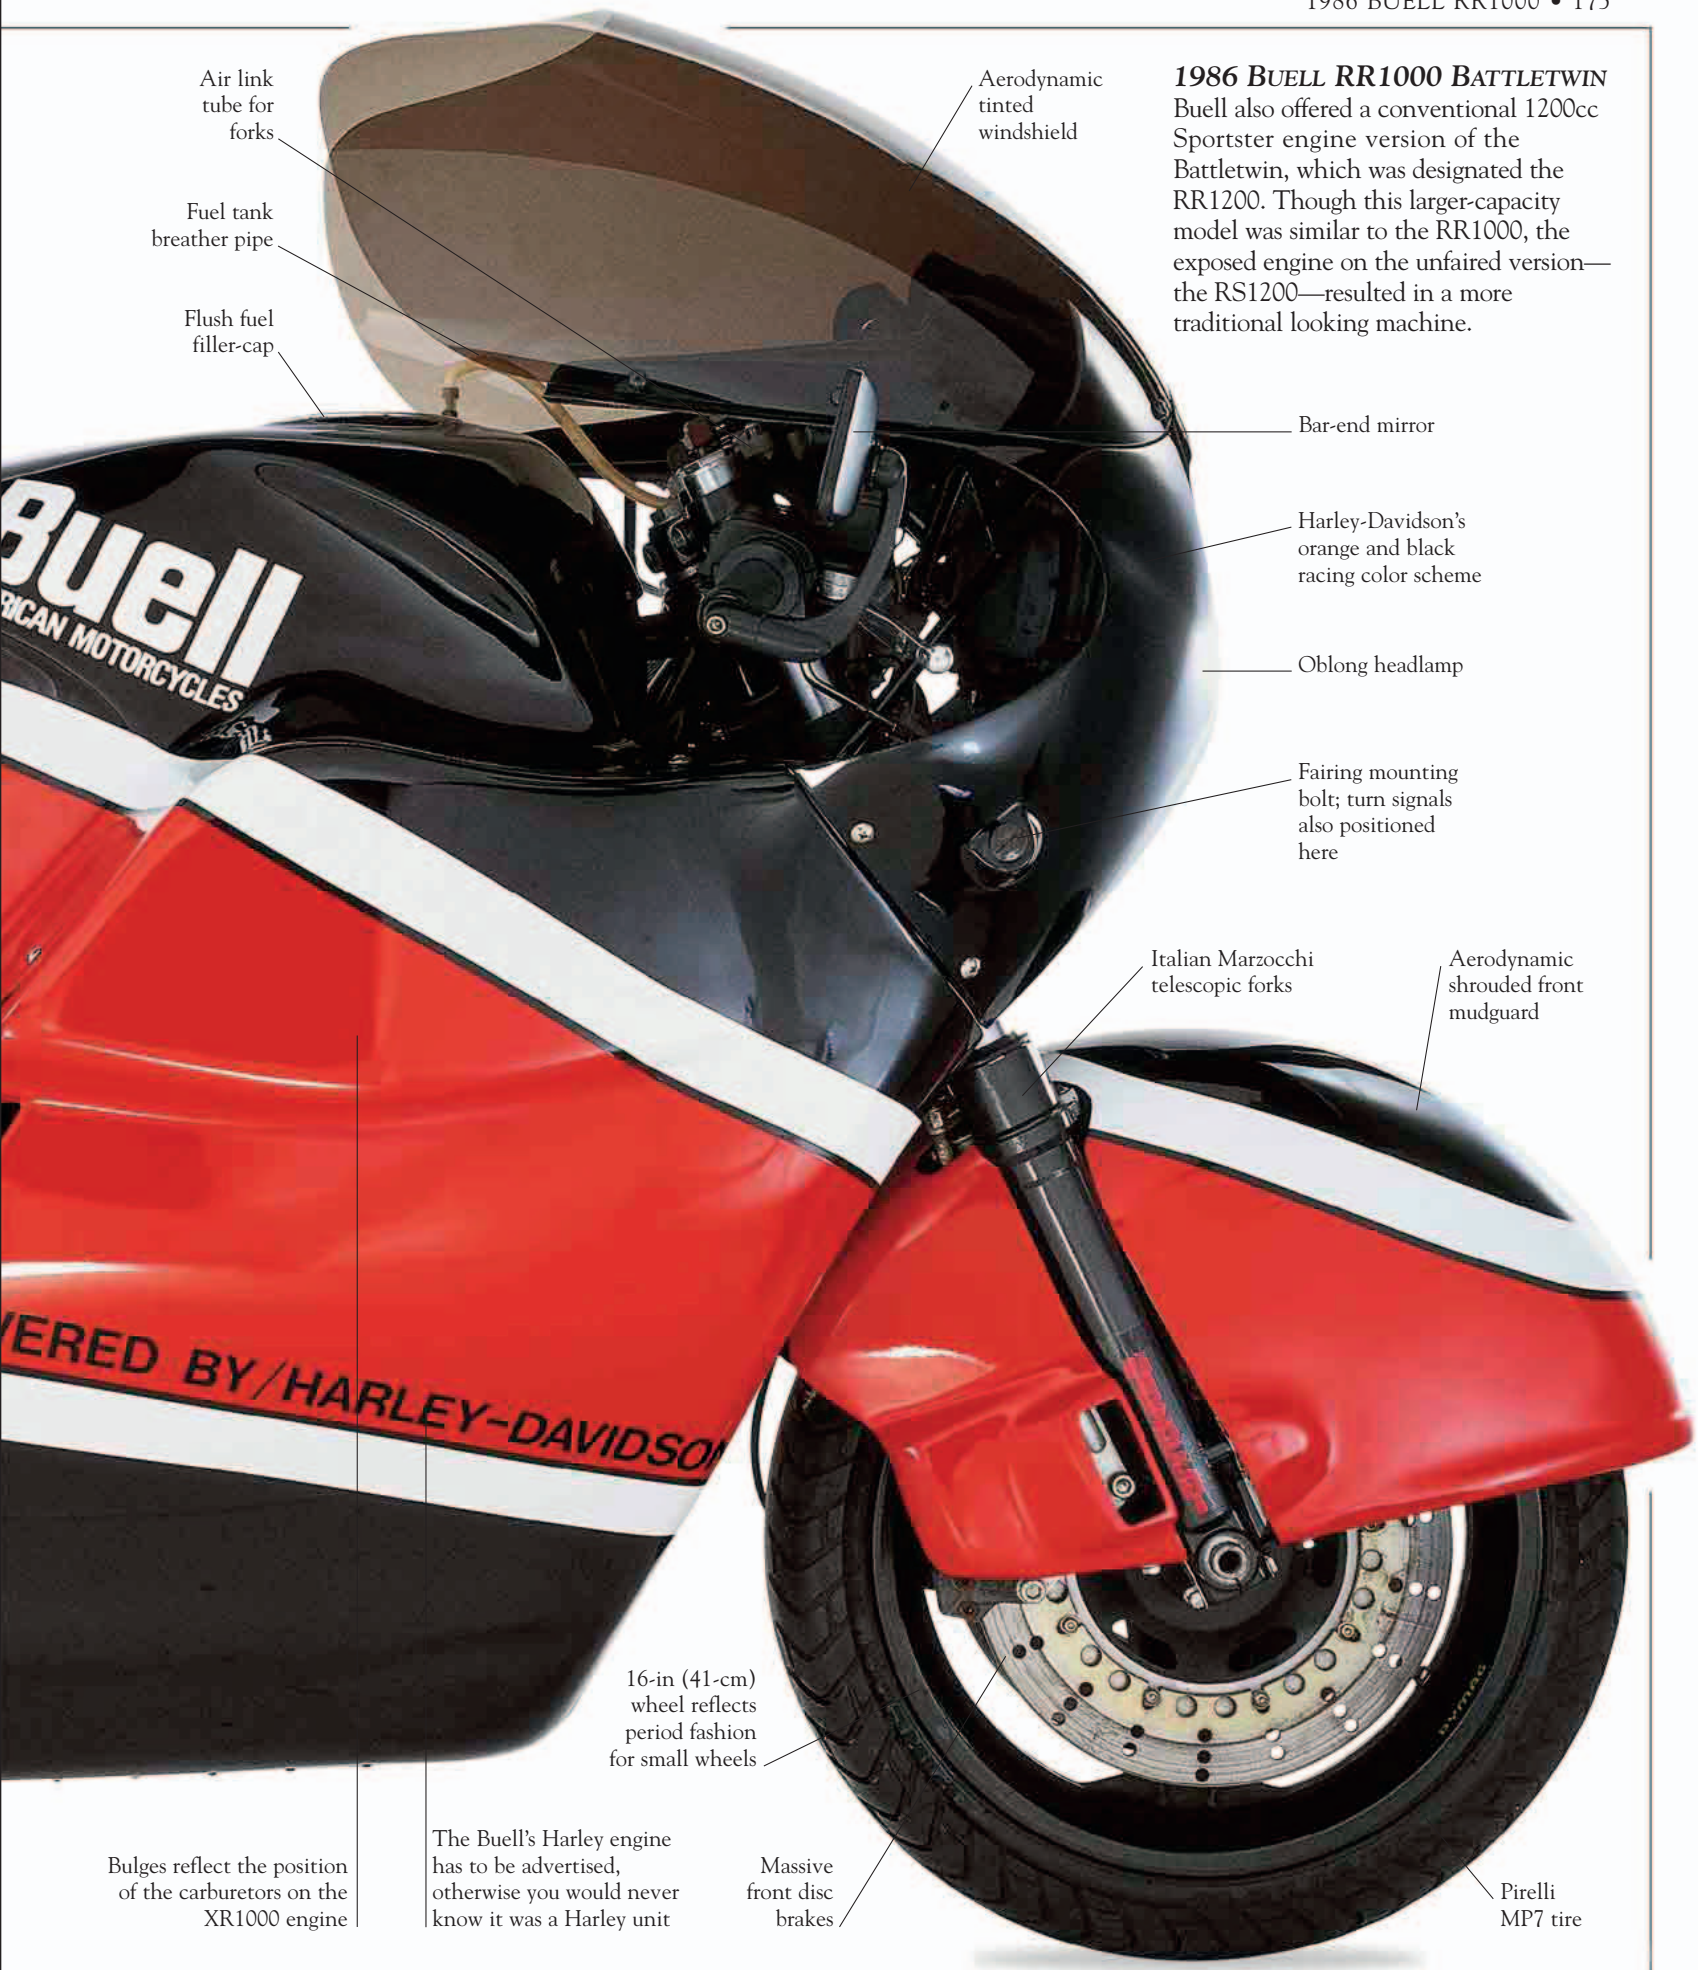 1986 BUELL RR1000 • 175
Air link
tube for
forks
Aerodynamic
tinted
windshield
1986 BUELL RR1000 BATTLETWIN
Buell also offered a conventional 1200cc
Sportster engine version of the
Battletwin, which was designated the
RR1200. Though this larger-capacity
model was similar to the RR1000, the
exposed engine on the unfaired version—
the RS1200—resulted in a more
traditional looking machine.
Fuel tank
breather pipe
Flush fuel
filler-cap
Bar-end mirror
Harley-Davidson's
orange and black
racing color scheme
Buell
RICAN MOTORCYCLES
Oblong headlamp
Fairing mounting
bolt; turn signals
also positioned
here
Italian Marzocchi
telescopic forks
Aerodynamic
shrouded front
mudguard
WERED BY/HARLEY-DAVIDSON
DYMAG
16-in (41-cm)
wheel reflects
period fashion
for small wheels
Bulges reflect the position
of the carburetors on the
XR1000 engine
The Buell's Harley engine
has to be advertised,
otherwise you would never
know it was a Harley unit
Massive
front disc
brakes
Pirelli
MP7 tire